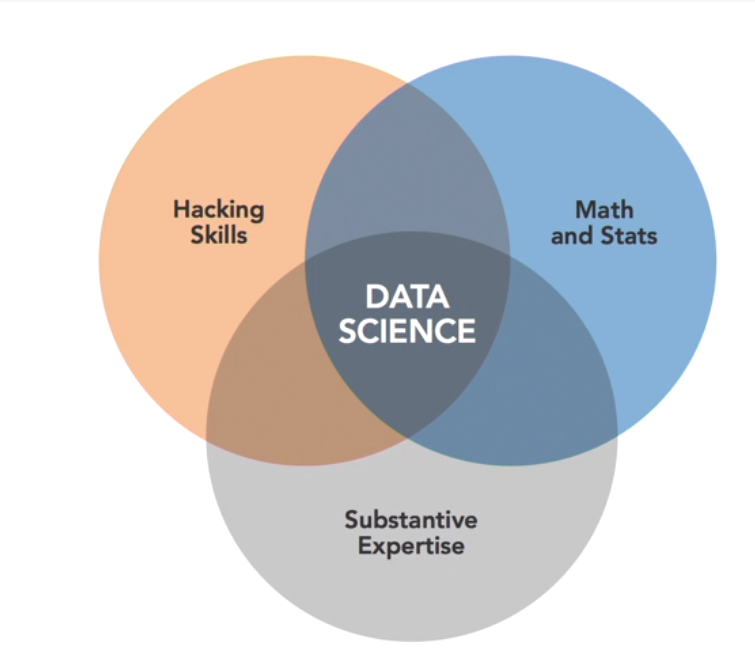 Hacking
Skills
Math
and Stats
DATA
SCIENCE
Substantive
Expertise